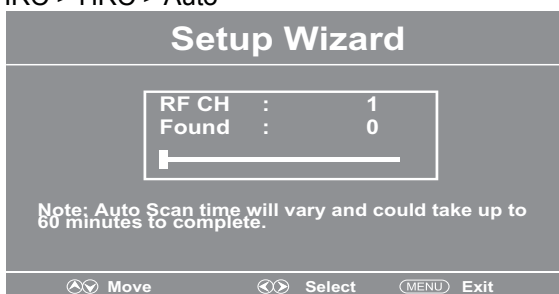 Setup Wizard
RF CH : 1
Found : 0
Note: Auto Scan time will vary and could take up to
60 minutes to complete.
Move Select MENU Exit